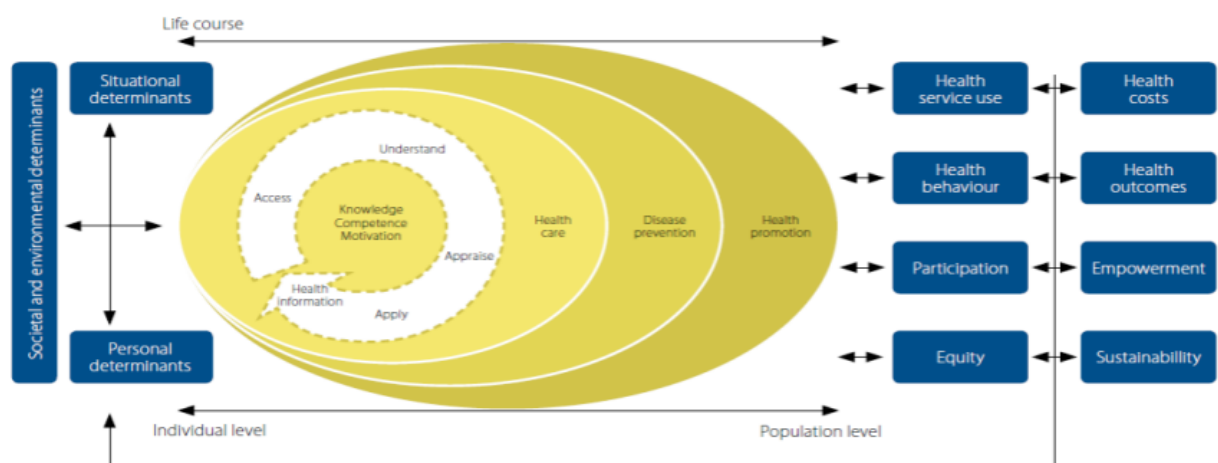 Life course
Societal and environmental determinants
Situational
determinants
Personal
determinants
Understand
Access
Knowledge
Competence
Motivation
Appraise
Health
information
Apply
Health
care
Disease
prevention
Health
promotion
Individual level
Population level
Health
service use
Health
costs
Health
behaviour
Health
outcomes
Participation
Empowerment
Equity
Sustainabillity